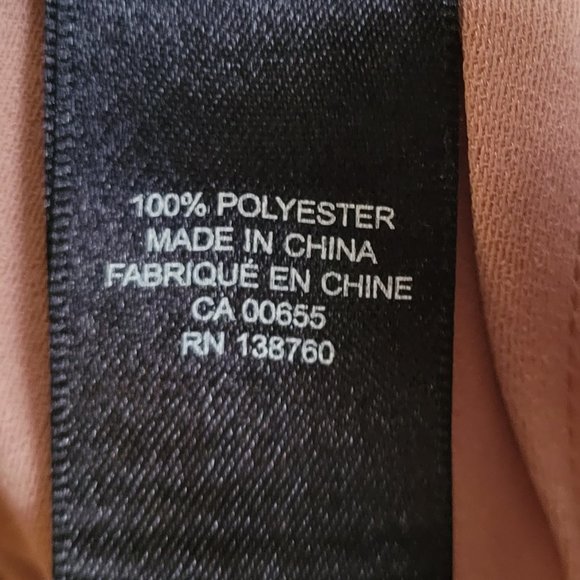 100% POLYESTER
MADE IN CHINA
FABRIQUÉ EN CHINE
CA 00655
RN 138760